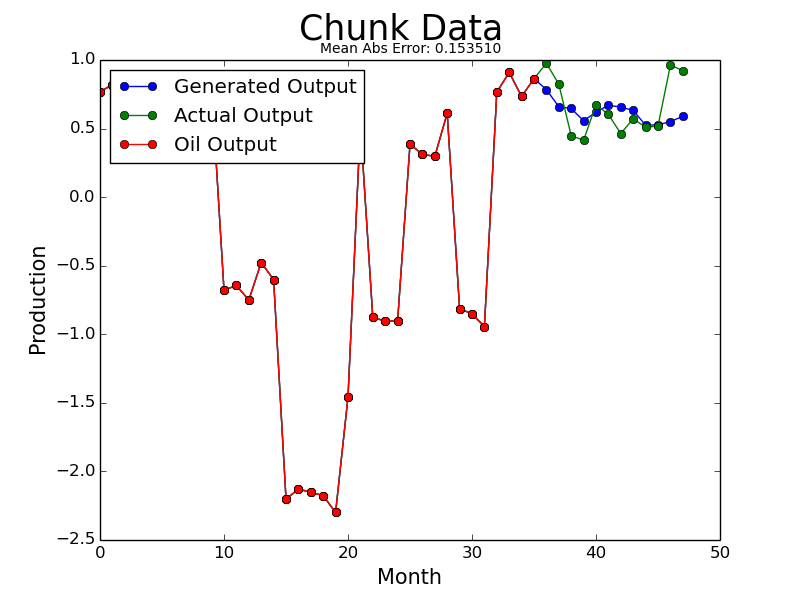 Chunk Data
Mean Abs Error: 0.153510
Generated Output
Actual Output
Oil Output
1.0
0.5
0.0
−0.5
−1.0
−1.5
−2.0
−2.5
Production
0 10 20 30 40 50
Month